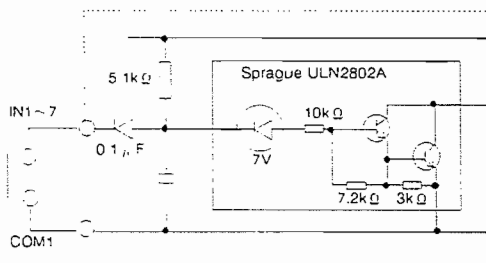 5.1kΩ
Sprague ULN2802A
IN1~7
10kΩ
0.1μF
7V
7.2kΩ
3kΩ
COM1